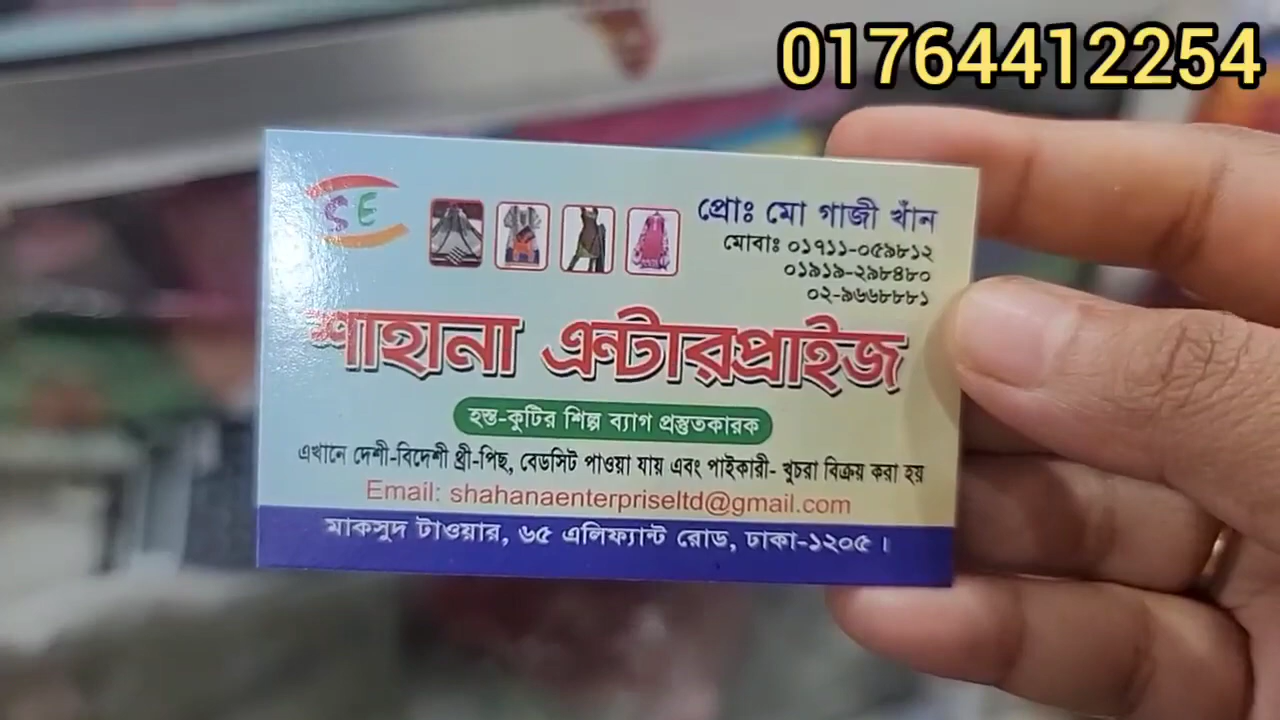 01764412254
SE
প্রোঃ মো গাজী খাঁন
মোবাঃ ০১৭১১-০৫৯৮১২
০১৯১৯-২৯৮৪৮০
০২-৯৬৬৮৮৮১
শাহানা এন্টারপ্রাইজ
হস্ত-কুটির শিল্প ব্যাগ প্রস্তুতকারক
এখানে দেশী-বিদেশী থ্রী-পিছ, বেডসিট পাওয়া যায় এবং পাইকারী- খুচরা বিক্রয় করা হয়
Email: shahanaenterpriseltd@gmail.com
মাকসুদ টাওয়ার, ৬৫ এলিফ্যান্ট রোড, ঢাকা-১২০৫।